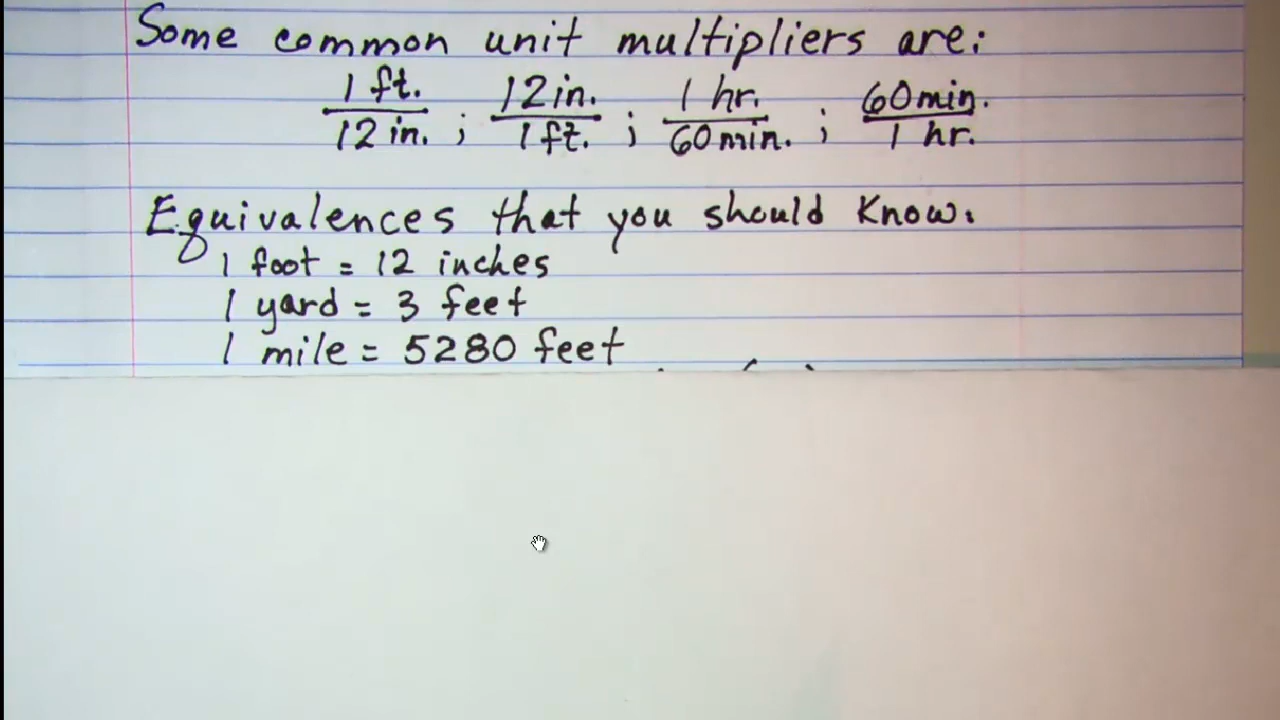 Some common unit multipliers are:
1 ft. / 12 in. ; 12 in. / 1 ft. ; 1 hr. / 60 min. ; 60 min. / 1 hr.
Equivalences that you should know.
1 foot = 12 inches
1 yard = 3 feet
1 mile = 5280 feet